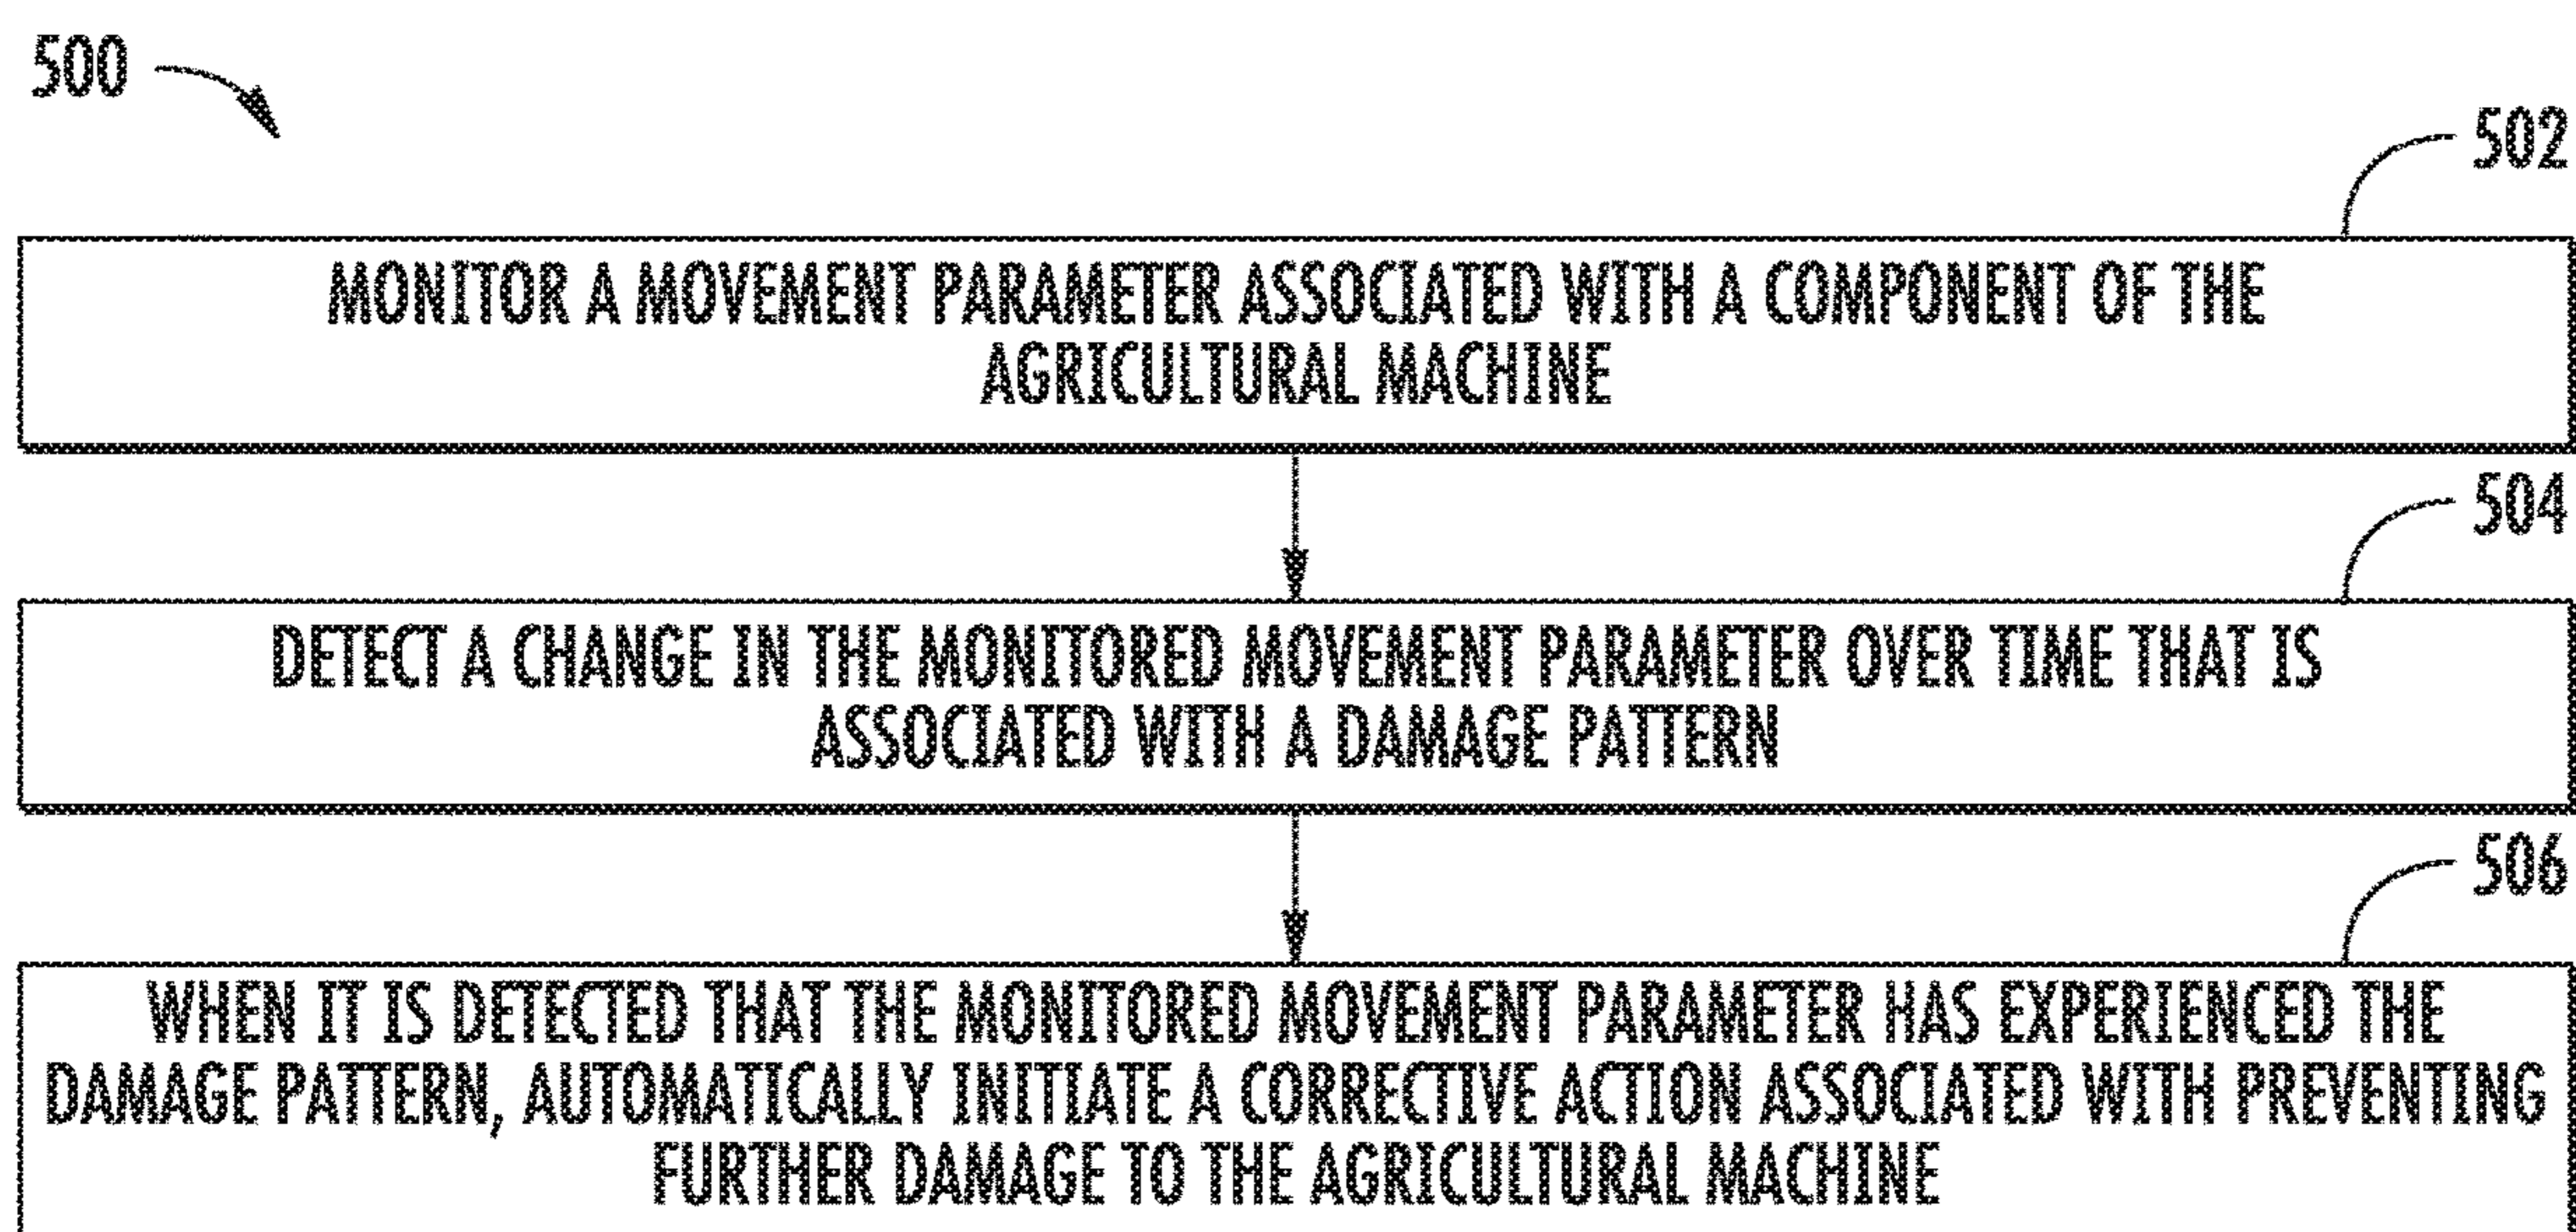 500
502
MONITOR A MOVEMENT PARAMETER ASSOCIATED WITH A COMPONENT OF THE
AGRICULTURAL MACHINE
504
DETECT A CHANGE IN THE MONITORED MOVEMENT PARAMETER OVER TIME THAT IS
ASSOCIATED WITH A DAMAGE PATTERN
506
WHEN IT IS DETECTED THAT THE MONITORED MOVEMENT PARAMETER HAS EXPERIENCED THE
DAMAGE PATTERN, AUTOMATICALLY INITIATE A CORRECTIVE ACTION ASSOCIATED WITH PREVENTING
FURTHER DAMAGE TO THE AGRICULTURAL MACHINE